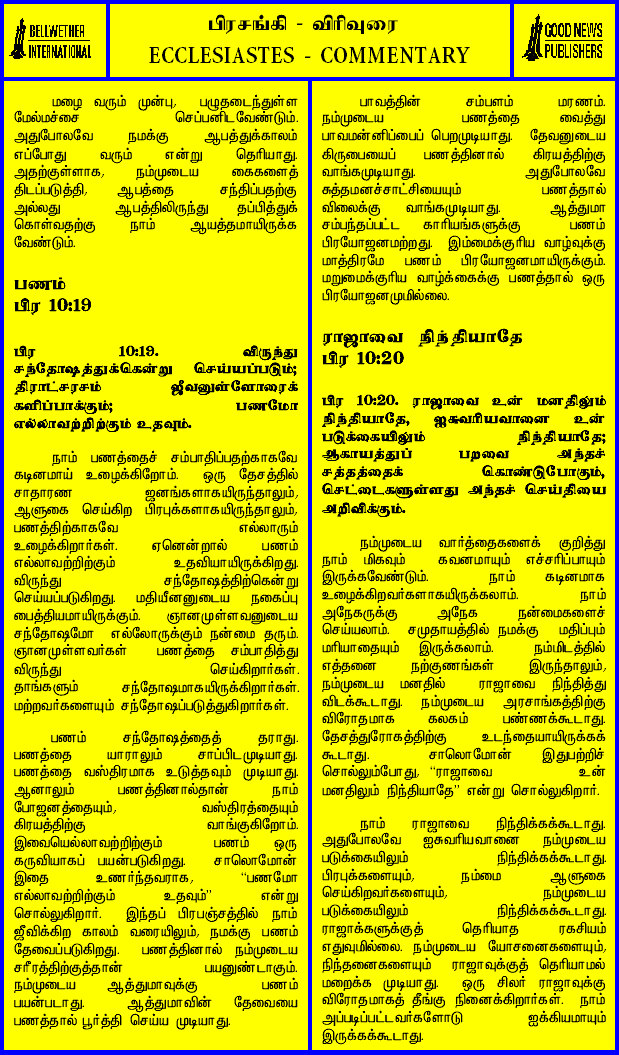 BELLWETHER
INTERNATIONAL
பிரசங்கி - விரிவுரை
ECCLESIASTES - COMMENTARY
GOOD NEWS
PUBLISHERS
மழை வரும் முன்பு, பழுதடைந்துள்ள
மேல்மச்சை செப்பனிடவேண்டும்.
அதுபோலவே நமக்கு ஆபத்துக்காலம்
எப்போது வரும் என்று தெரியாது.
அதற்குள்ளாக, நம்முடைய கைகளைத்
திடப்படுத்தி, ஆபத்தை சந்திப்பதற்கு
அல்லது ஆபத்திலிருந்து தப்பித்துக்
கொள்வதற்கு நாம் ஆயத்தமாயிருக்க
வேண்டும்.
பணம்
பிர 10:19
பிர 10:19. விருந்து
சந்தோஷத்துக்கென்று செய்யப்படும்;
திராட்சரசம் ஜீவனுள்ளோரைக்
களிப்பாக்கும்; பணமோ
எல்லாவற்றிற்கும் உதவும்.
நாம் பணத்தைச் சம்பாதிப்பதற்காகவே
கடினமாய் உழைக்கிறோம். ஒரு தேசத்தில்
சாதாரண ஜனங்களாகயிருந்தாலும்,
ஆளுகை செய்கிற பிரபுக்களாகயிருந்தாலும்,
பணத்திற்காகவே எல்லாரும்
உழைக்கிறார்கள். ஏனென்றால் பணம்
எல்லாவற்றிற்கும் உதவியாயிருக்கிறது.
விருந்து சந்தோஷத்திற்கென்று
செய்யப்படுகிறது. மதியீனனுடைய நகைப்பு
பைத்தியமாயிருக்கும். ஞானமுள்ளவனுடைய
சந்தோஷமோ எல்லோருக்கும் நன்மை தரும்.
ஞானமுள்ளவர்கள் பணத்தை சம்பாதித்து
விருந்து செய்கிறார்கள்.
தாங்களும் சந்தோஷமாகயிருக்கிறார்கள்.
மற்றவர்களையும் சந்தோஷப்படுத்துகிறார்கள்.
பணம் சந்தோஷத்தைத் தராது.
பணத்தை யாராலும் சாப்பிடமுடியாது.
பணத்தை வஸ்திரமாக உடுத்தவும் முடியாது.
ஆனாலும் பணத்தினால்தான் நாம்
போஜனத்தையும், வஸ்திரத்தையும்
கிரயத்திற்கு வாங்குகிறோம்.
இவையெல்லாவற்றிற்கும் பணம் ஒரு
கருவியாகப் பயன்படுகிறது. சாலொமோன்
இதை உணர்ந்தவராக, “பணமோ
எல்லாவற்றிற்கும் உதவும்” என்று
சொல்லுகிறார். இந்தப் பிரபஞ்சத்தில் நாம்
ஜீவிக்கிற காலம் வரையிலும், நமக்கு பணம்
தேவைப்படுகிறது. பணத்தினால் நம்முடைய
சரீரத்திற்குத்தான் பயனுண்டாகும்.
நம்முடைய ஆத்துமாவுக்கு பணம்
பயன்படாது. ஆத்துமாவின் தேவையை
பணத்தால் பூர்த்தி செய்ய முடியாது.
பாவத்தின் சம்பளம் மரணம்.
நம்முடைய பணத்தை வைத்து
பாவமன்னிப்பைப் பெறமுடியாது. தேவனுடைய
கிருபையைப் பணத்தினால் கிரயத்திற்கு
வாங்கமுடியாது. அதுபோலவே
சுத்தமனச்சாட்சியையும் பணத்தால்
விலைக்கு வாங்கமுடியாது. ஆத்துமா
சம்பந்தப்பட்ட காரியங்களுக்கு பணம்
பிரயோஜனமற்றது. இம்மைக்குரிய வாழ்வுக்கு
மாத்திரமே பணம் பிரயோஜனமாயிருக்கும்.
மறுமைக்குரிய வாழ்க்கைக்கு பணத்தால் ஒரு
பிரயோஜனமுமில்லை.
ராஜாவை நிந்தியாதே
பிர 10:20
பிர 10:20. ராஜாவை உன் மனதிலும்
நிந்தியாதே, ஐசுவரியவானை உன்
படுக்கையிலும் நிந்தியாதே;
ஆகாயத்துப் பறவை அந்தச்
சத்தத்தைக் கொண்டுபோகும்,
செட்டைகளுள்ளது அந்தச் செய்தியை
அறிவிக்கும்.
நம்முடைய வார்த்தைகளைக் குறித்து
நாம் மிகவும் கவனமாயும் எச்சரிப்பாயும்
இருக்கவேண்டும். நாம் கடினமாக
உழைக்கிறவர்களாகயிருக்கலாம். நாம்
அநேகருக்கு அநேக நன்மைகளைச்
செய்யலாம். சமுதாயத்தில் நமக்கு மதிப்பும்
மரியாதையும் இருக்கலாம். நம்மிடத்தில்
எத்தனை நற்குணங்கள் இருந்தாலும்,
நம்முடைய மனதில் ராஜாவை நிந்தித்து
விடக்கூடாது. நம்முடைய அரசாங்கத்திற்கு
விரோதமாக கலகம் பண்ணக்கூடாது.
தேசத்துரோகத்திற்கு உடந்தையாயிருக்கக்
கூடாது. சாலொமோன் இதுபற்றிச்
சொல்லும்போது, “ராஜாவை உன்
மனதிலும் நிந்தியாதே” என்று சொல்லுகிறார்.
நாம் ராஜாவை நிந்திக்கக்கூடாது.
அதுபோலவே ஐசுவரியவானை நம்முடைய
படுக்கையிலும் நிந்திக்கக்கூடாது.
பிரபுக்களையும், நம்மை ஆளுகை
செய்கிறவர்களையும், நம்முடைய
படுக்கையிலும் நிந்திக்கக்கூடாது.
ராஜாக்களுக்குத் தெரியாத ரகசியம்
எதுவுமில்லை. நம்முடைய யோசனைகளையும்,
நிந்தனைகளையும் ராஜாவுக்குத் தெரியாமல்
மறைக்க முடியாது. ஒரு சிலர் ராஜாவுக்கு
விரோதமாகத் தீங்கு நினைக்கிறார்கள். நாம்
அப்படிப்பட்டவர்களோடு ஐக்கியமாயும்
இருக்கக்கூடாது.